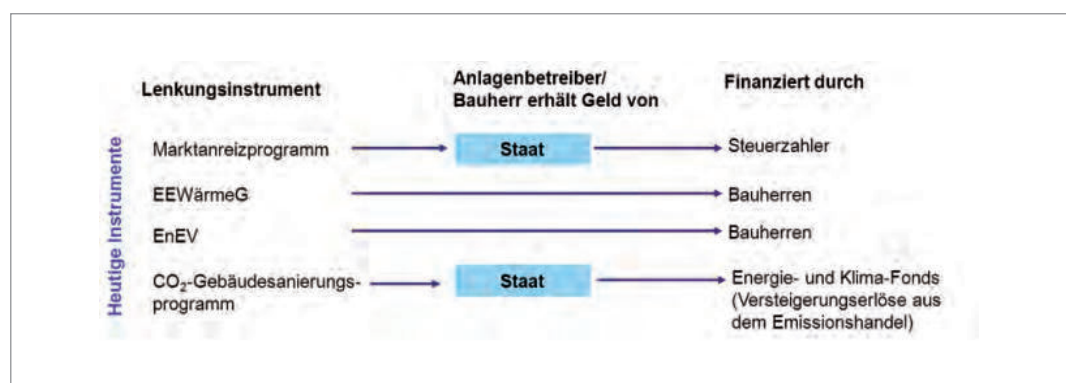 Heutige Instrumente
Lenkungsinstrument
Anlagenbetreiber/
Bauherr erhält Geld von
Finanziert durch
Marktanreizprogramm
Staat
Steuerzahler
EEWärmeG
Bauherren
EnEV
Bauherren
CO₂-Gebäudesanierungs-
programm
Staat
Energie- und Klima-Fonds
(Versteigerungserlöse aus
dem Emissionshandel)